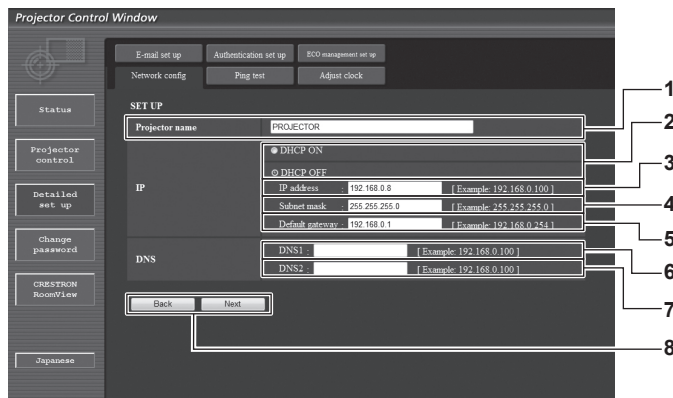 Projector Control Window
E-mail set up Authentication set up ECO management set up
Network config Ping test Adjust clock
Status
Projector
control
Detailed
set up
Change
password
CRESTRON
RoomView
Japanese
SET UP
Projector name PROJECTOR
IP
DHCP ON
DHCP OFF
IP address : 192.168.0.8 [ Example: 192.168.0.100 ]
Subnet mask : 255.255.255.0 [ Example: 255.255.255.0 ]
Default gateway : 192.168.0.1 [ Example: 192.168.0.254 ]
DNS
DNS1 : [ Example: 192.168.0.100 ]
DNS2 : [ Example: 192.168.0.100 ]
Back Next
1
2
3
4
5
6
7
8